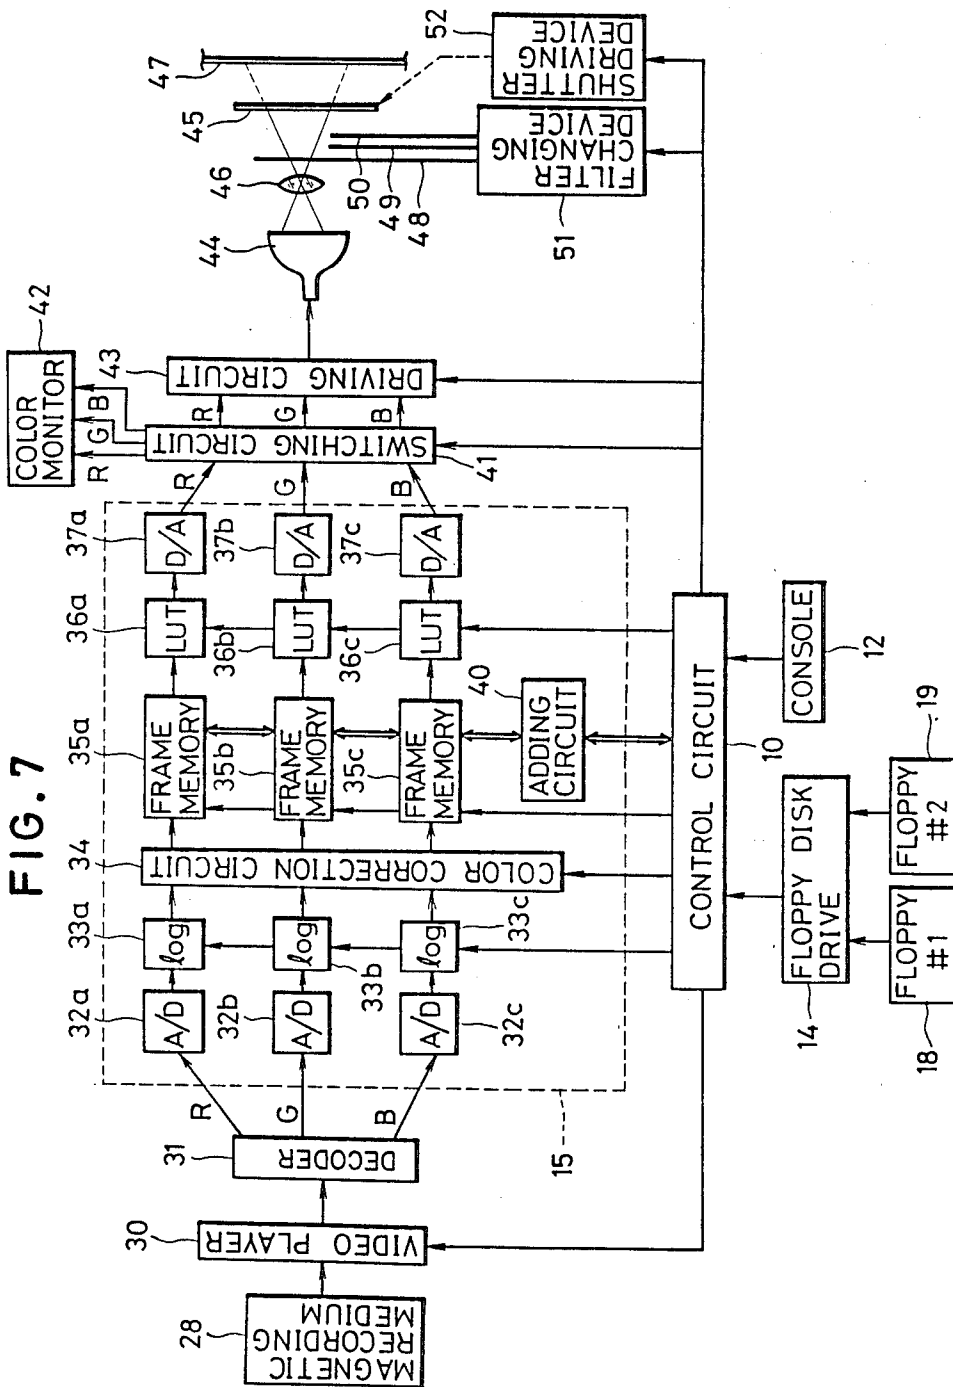 FIG. 7
MAGNETIC
RECORDING
MEDIUM
28
VIDEO PLAYER
30
DECODER
31
R
G
B
15
A/D
32a
A/D
32b
A/D
32c
log
33a
log
33b
log
33c
COLOR CORRECTION CIRCUIT
34
FRAME
MEMORY
35a
FRAME
MEMORY
35b
FRAME
MEMORY
35c
ADDING
CIRCUIT
40
LUT
36a
LUT
36b
LUT
36c
D/A
37a
D/A
37b
D/A
37c
R
G
B
SWITCHING CIRCUIT
41
R
G
B
COLOR
MONITOR
42
R
G
B
DRIVING CIRCUIT
43
44
46
45
47
48
49
50
FILTER
CHANGING
DEVICE
51
SHUTTER
DRIVING
DEVICE
52
CONTROL CIRCUIT
10
CONSOLE
12
FLOPPY DISK
DRIVE
14
FLOPPY
#1
18
FLOPPY
#2
19